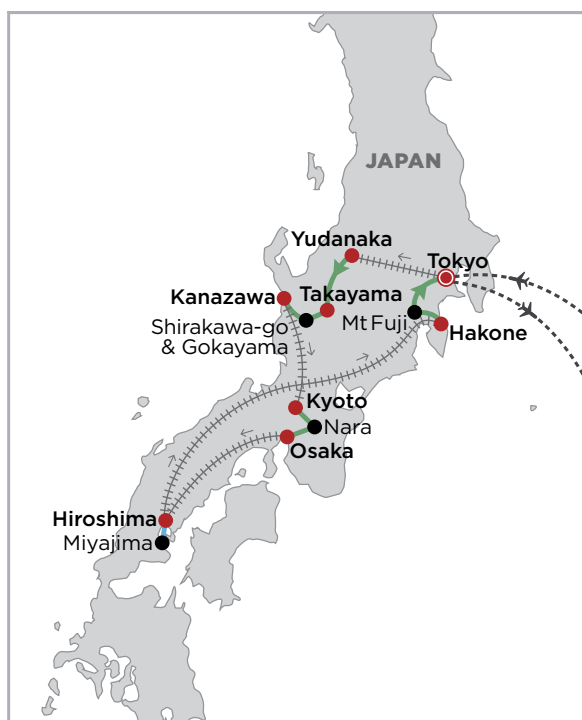 JAPAN
Yudanaka
Tokyo
Kanazawa
Takayama
Shirakawa-go
& Gokayama
Mt Fuji
Hakone
Kyoto
Nara
Osaka
Hiroshima
Miyajima